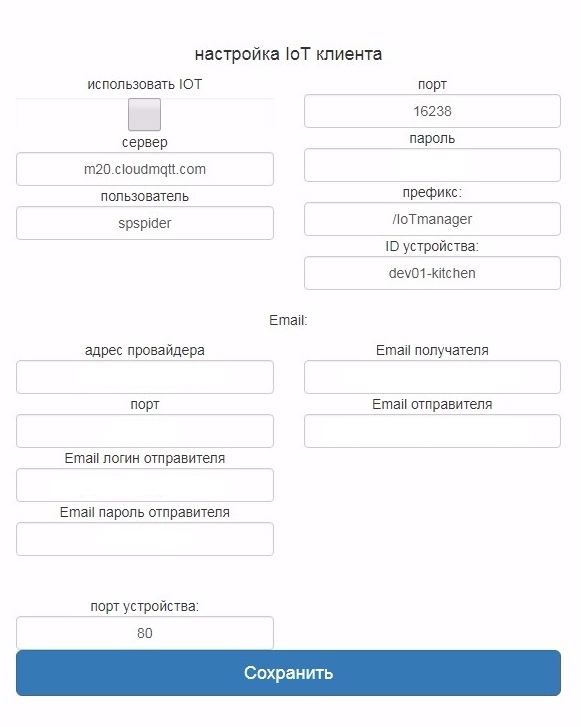 настройка IoT клиента
использовать IOT
сервер
m20.cloudmqtt.com
пользователь
spspider
порт
16238
пароль
префикс:
/IoTmanager
ID устройства:
dev01-kitchen
Email:
адрес провайдера
порт
Email логин отправителя
Email пароль отправителя
Email получателя
Email отправителя
порт устройства:
80
Сохранить